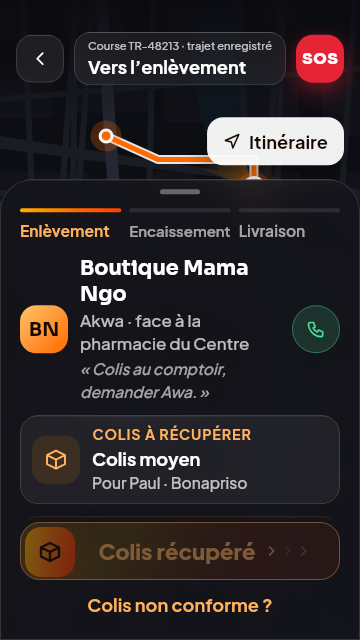 Course TR-48213 · trajet enregistré
Vers l’enlèvement
SOS
Itinéraire
Enlèvement Encaissement Livraison
Boutique Mama
Ngo
BN
Akwa · face à la
pharmacie du Centre
« Colis au comptoir,
demander Awa. »
COLIS À RÉCUPÉRER
Colis moyen
Pour Paul · Bonapriso
Colis récupéré
Colis non conforme ?